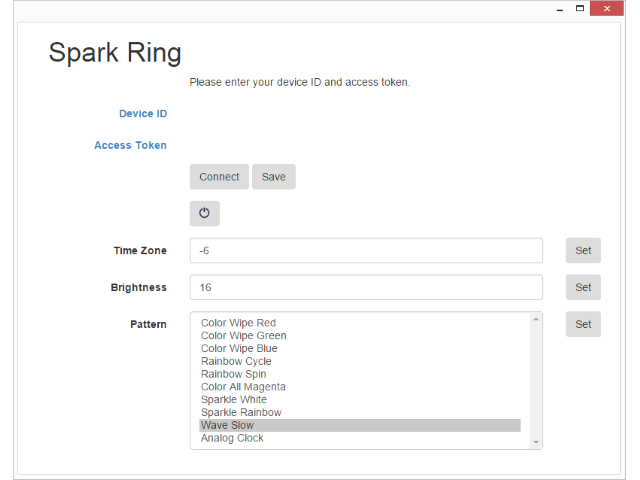 Spark Ring
Please enter your device ID and access token.
Device ID
Access Token
Connect Save
Time Zone -6 Set
Brightness 16 Set
Pattern Set
Color Wipe Red
Color Wipe Green
Color Wipe Blue
Rainbow Cycle
Rainbow Spin
Color All Magenta
Sparkle White
Sparkle Rainbow
Wave Slow
Analog Clock